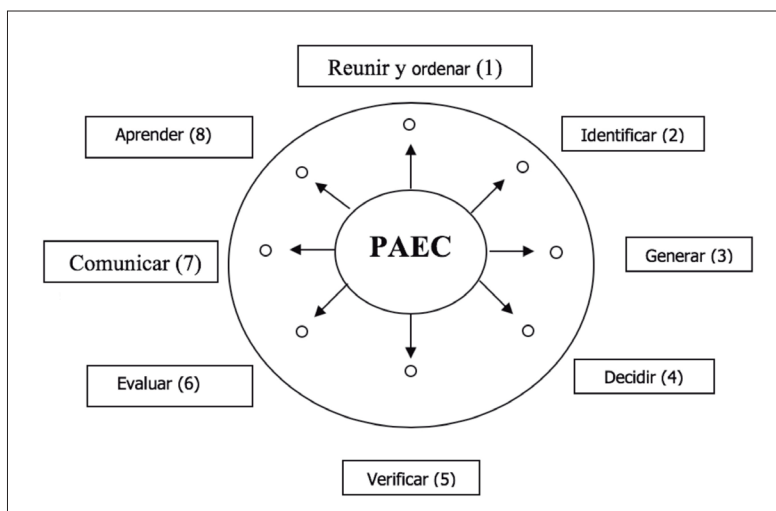 Reunir y ordenar (1)
Aprender (8)
Identificar (2)
PAEC
Comunicar (7)
Generar (3)
Evaluar (6)
Decidir (4)
Verificar (5)